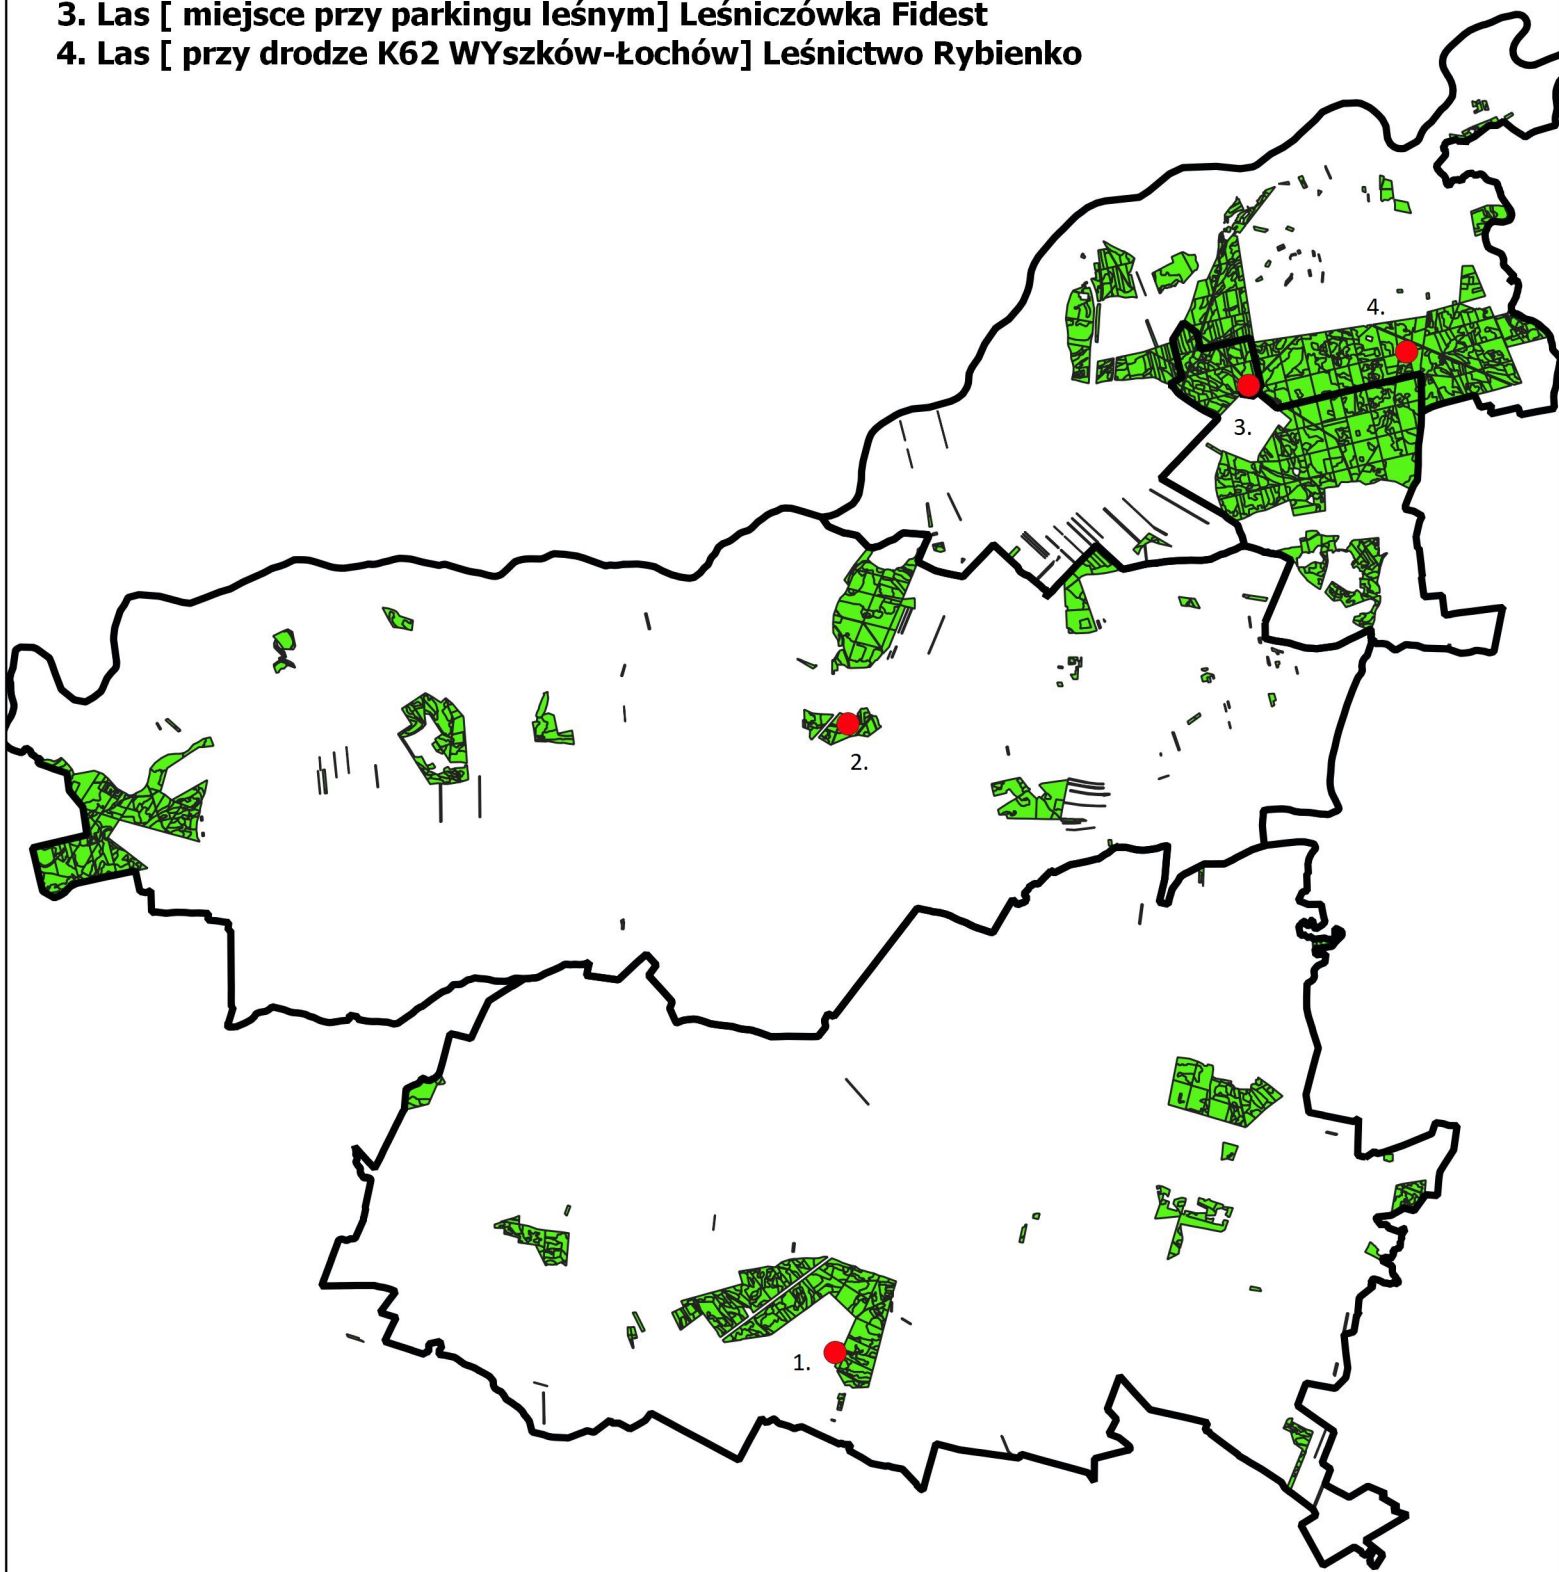 3. Las [ miejsce przy parkingu leśnym] Leśniczówka Fidest
4. Las [ przy drodze K62 WYszków-Łochów] Leśnictwo Rybienko
4.
3.
2.
1.